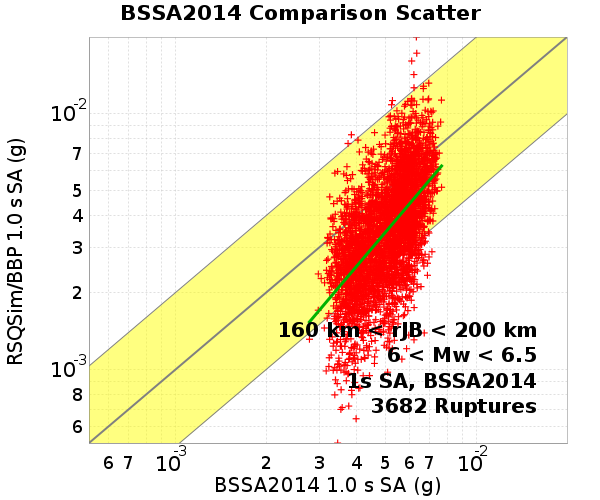 BSSA2014 Comparison Scatter
RSQSim/BBP 1.0 s SA (g)
10-2
7
5
4
3
2
10-3
8
6
160 km < rJB < 200 km
6 < Mw < 6.5
1s SA, BSSA2014
3682 Ruptures
6 7 10-3 2 3 4 5 6 7 10-2
BSSA2014 1.0 s SA (g)